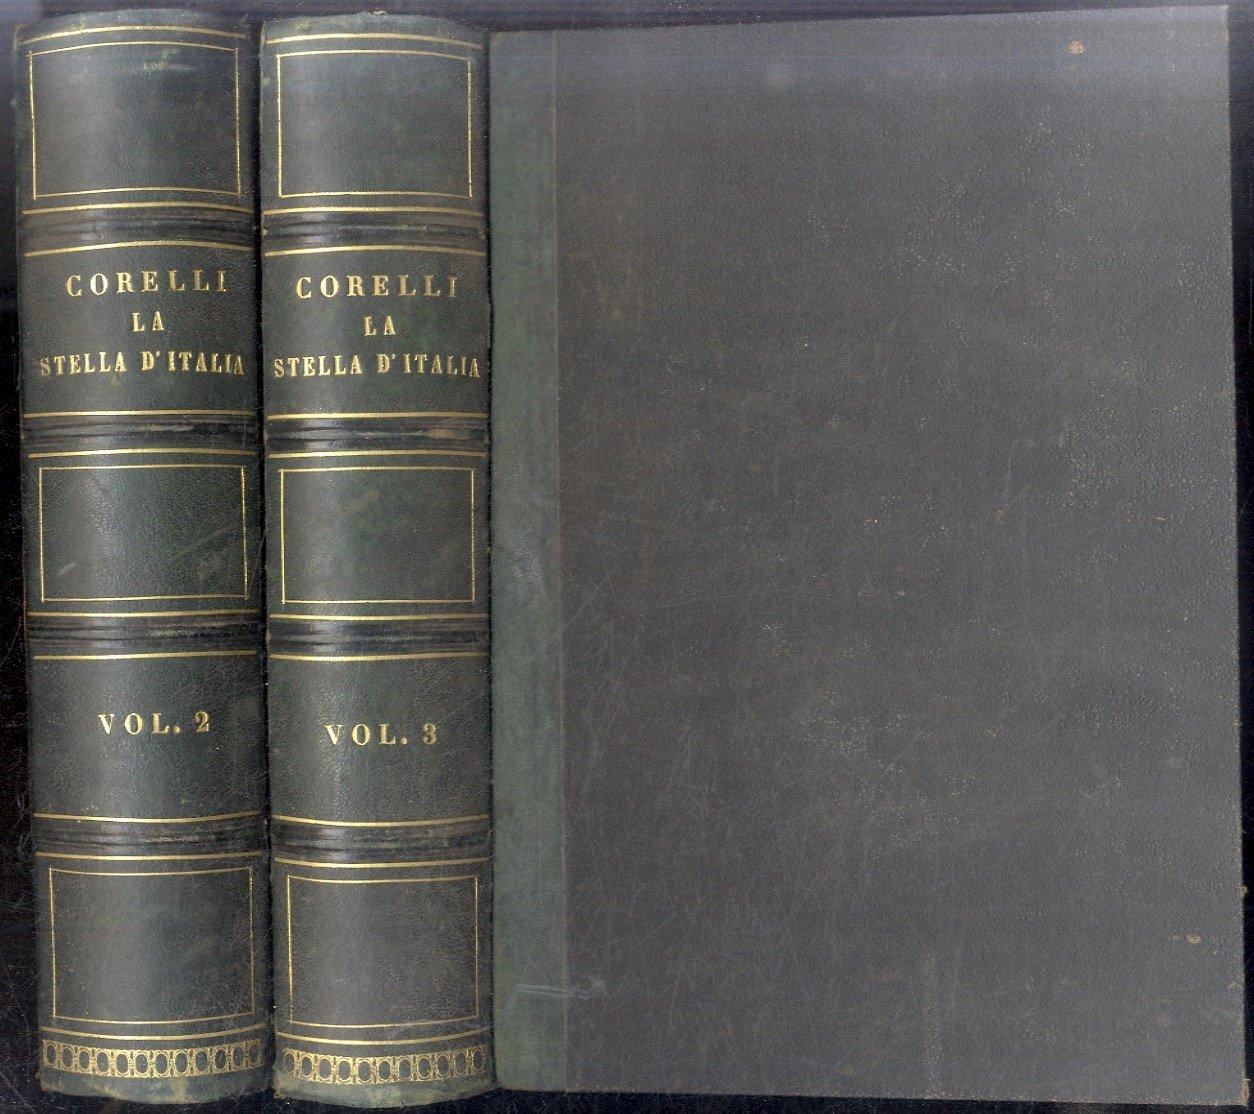 CORELLI
LA
STELLA D'ITALIA
VOL. 2
CORELLI
LA
STELLA D'ITALIA
VOL. 3